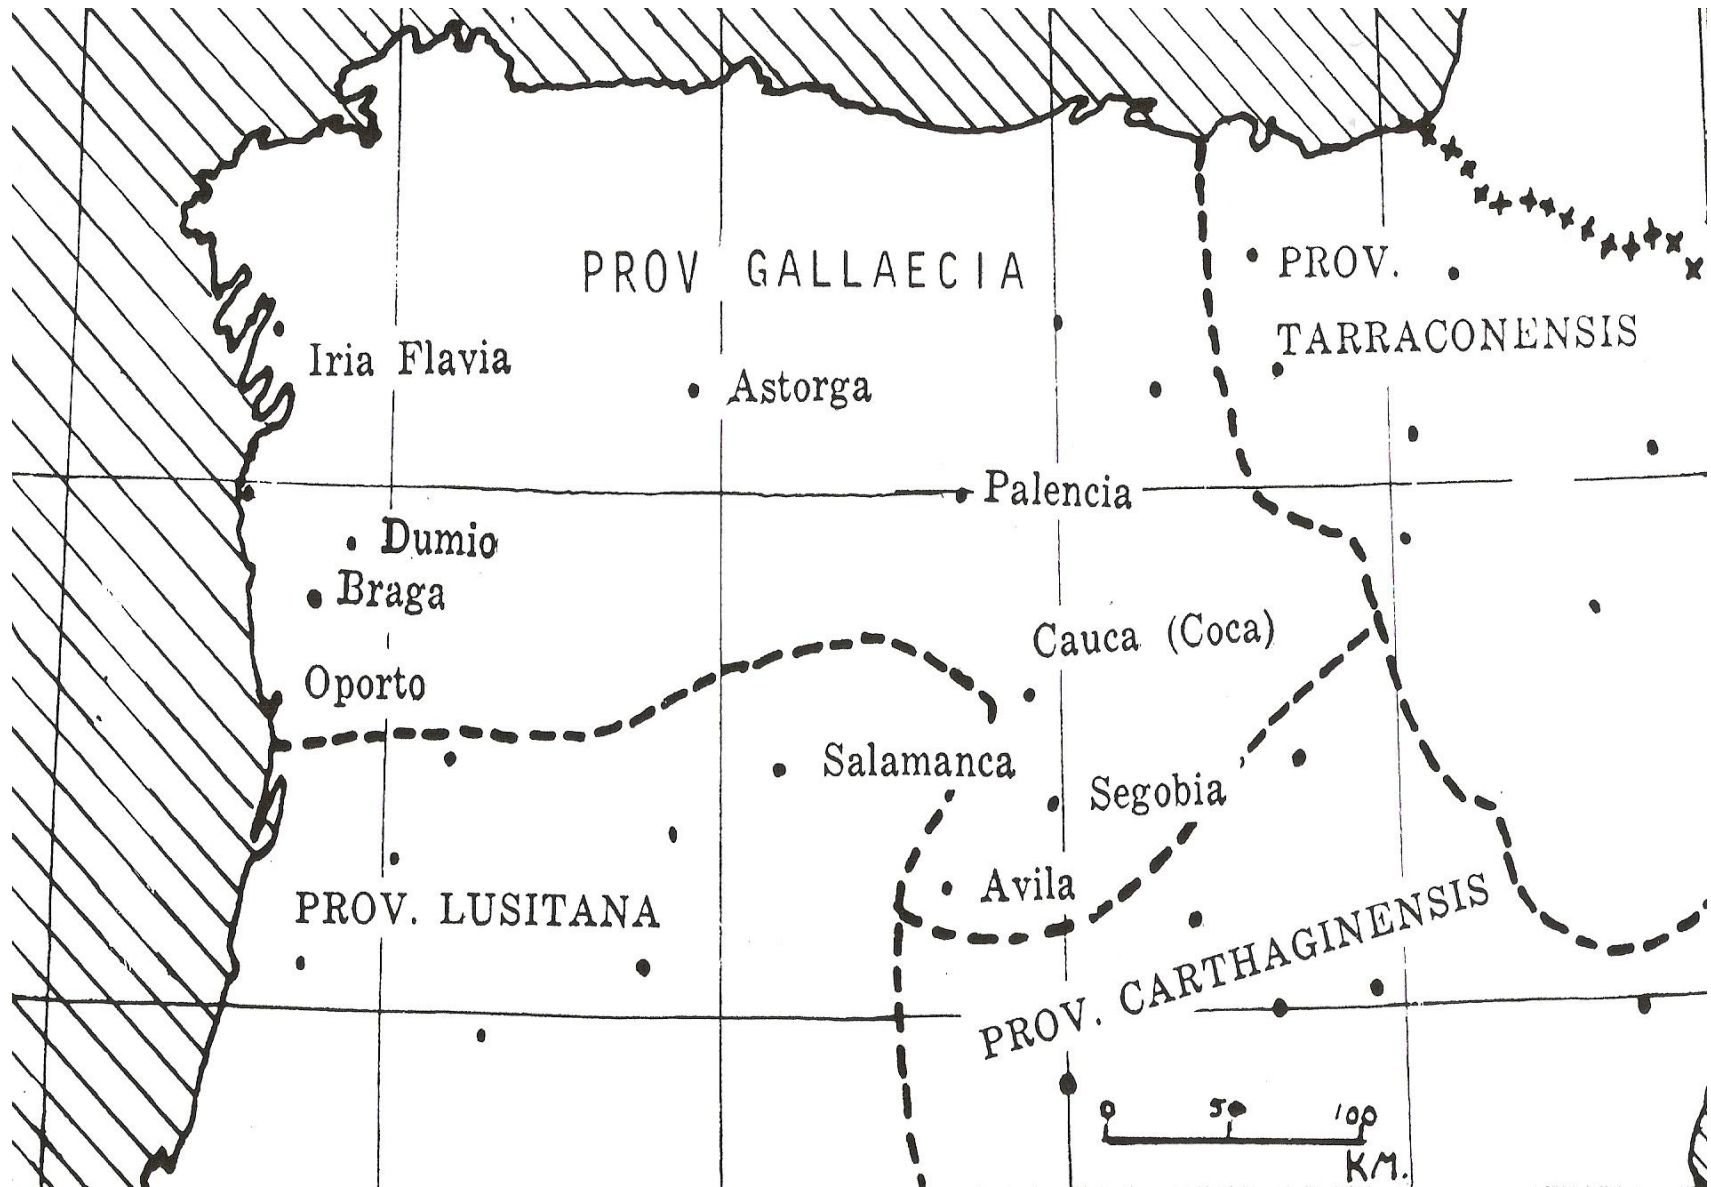 PROV GALLAECIA
PROV.
TARRACONENSIS
Iria Flavia
Astorga
Palencia
Dumio
Braga
Cauca (Coca)
Oporto
Salamanca
Segobia
Avila
PROV. LUSITANA
PROV. CARTHAGINENSIS
0 50 100
KM.